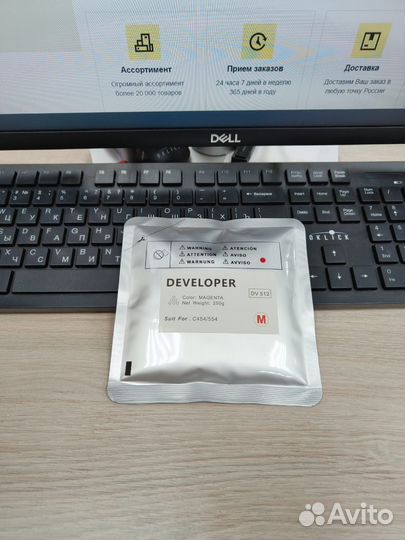 Ассортимент
Огромный ассортимент
более 20 000 товаров
Прием заказов
24 часа 7 дней в неделю
365 дней в году
Доставка
Доставим Ваш заказ в
любую точку России
DELL
OKLICK
WARNING
ATENCIÓN
ATTENTION
AVISO
WARNUNG
AVVISO
DEVELOPER
Color: MAGENTA
Net Weight: 250g
DV 512
Suit For : C454/554
M
Avito